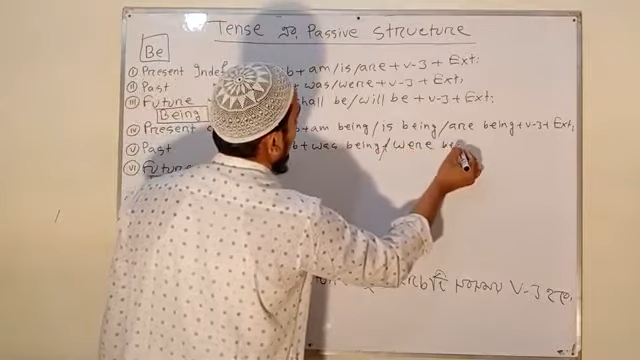 Tense এর Passive Structure
Be
(i) Present Indef b + am/is/are + v-3 + Ext:
(ii) Past + was/were + v-3 + Ext:
(iii) Future shall be/will be + v-3 + Ext:
Being
(iv) Present b+am being/is being/are being+v-3+Ext:
(v) Past b+was being/were be
(vi) Future
V-3